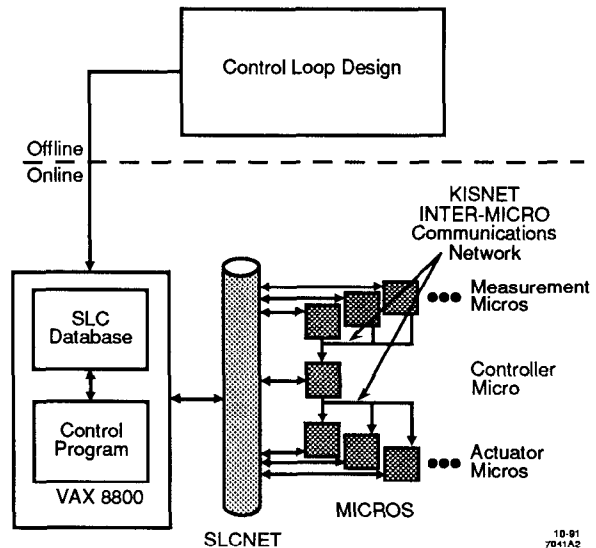 Control Loop Design
Offline
Online
KISNET
INTER-MICRO
Communications
Network
SLC
Database
Control
Program
VAX 8800
SLCNET
Measurement
Micros
Controller
Micro
Actuator
Micros
MICROS
10-91
7041A2